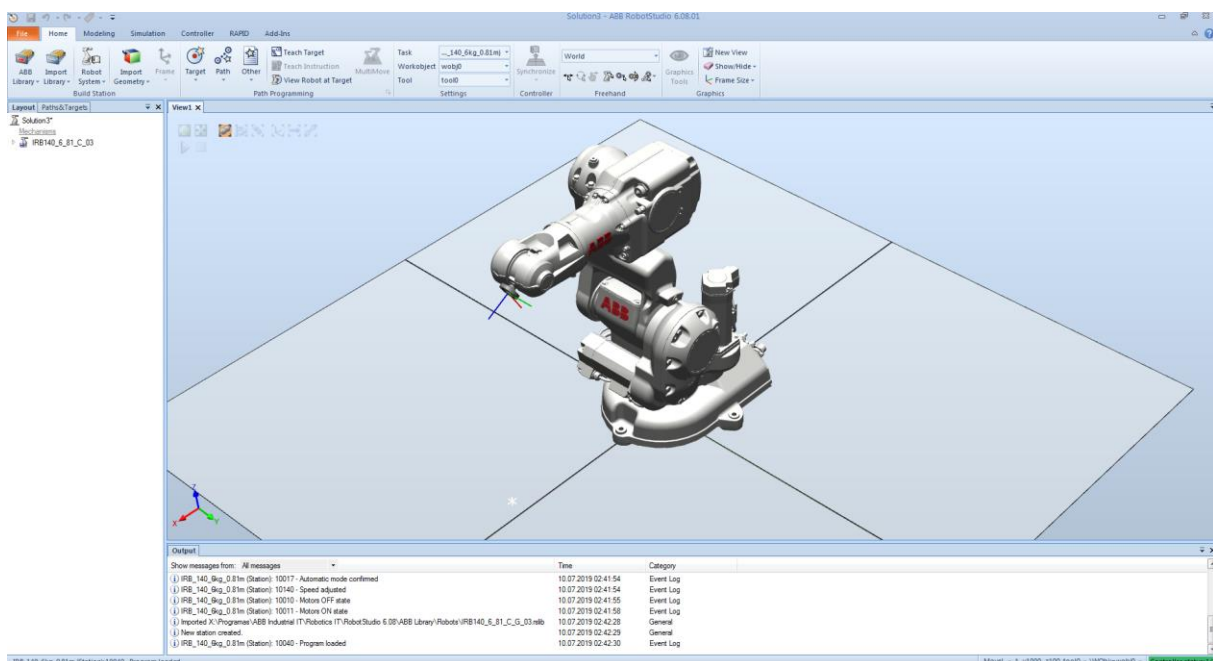 Solution3 - ABB RobotStudio 6.08.01
File Home Modeling Simulation Controller RAPID Add-Ins
ABB Library
Import Library
Robot System
Import Geometry
Frame
Build Station
Target
Path
Other
Teach Target
Teach Instruction
View Robot at Target
MultiMove
Path Programming
Task ..._140_6kg_0.81m)
Workobject wobj0
Tool tool0
Settings
Synchronize
Controller
World
Freehand
Graphics Tools
New View
Show/Hide
Frame Size
Graphics
Layout Paths&Targets
Solution3*
Mechanisms
IRB140_6_81_C_03
View1
ABB
ABB
Z
X
Y
Output
Show messages from: All messages Time Category
IRB_140_6kg_0.81m (Station): 10017 - Automatic mode confirmed 10.07.2019 02:41:54 Event Log
IRB_140_6kg_0.81m (Station): 10140 - Speed adjusted 10.07.2019 02:41:54 Event Log
IRB_140_6kg_0.81m (Station): 10010 - Motors OFF state 10.07.2019 02:41:55 Event Log
IRB_140_6kg_0.81m (Station): 10011 - Motors ON state 10.07.2019 02:41:58 Event Log
Imported X:\Programas\ABB Industrial IT\Robotics IT\RobotStudio 6.08\ABB Library\Robots\IRB140_6_81_C_G_03.rslib 10.07.2019 02:42:28 General
New station created. 10.07.2019 02:42:29 General
IRB_140_6kg_0.81m (Station): 10040 - Program loaded 10.07.2019 02:42:30 Event Log